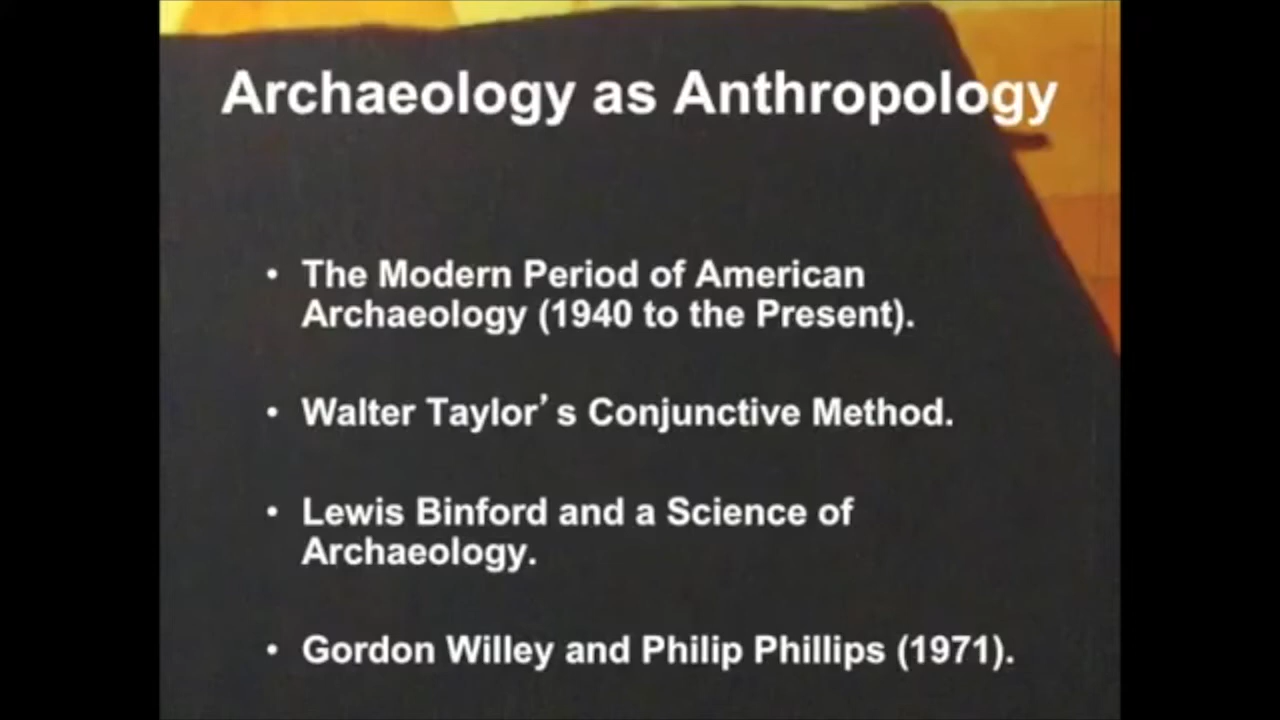 Archaeology as Anthropology
• The Modern Period of American
Archaeology (1940 to the Present).
• Walter Taylor’s Conjunctive Method.
• Lewis Binford and a Science of
Archaeology.
• Gordon Willey and Philip Phillips (1971).